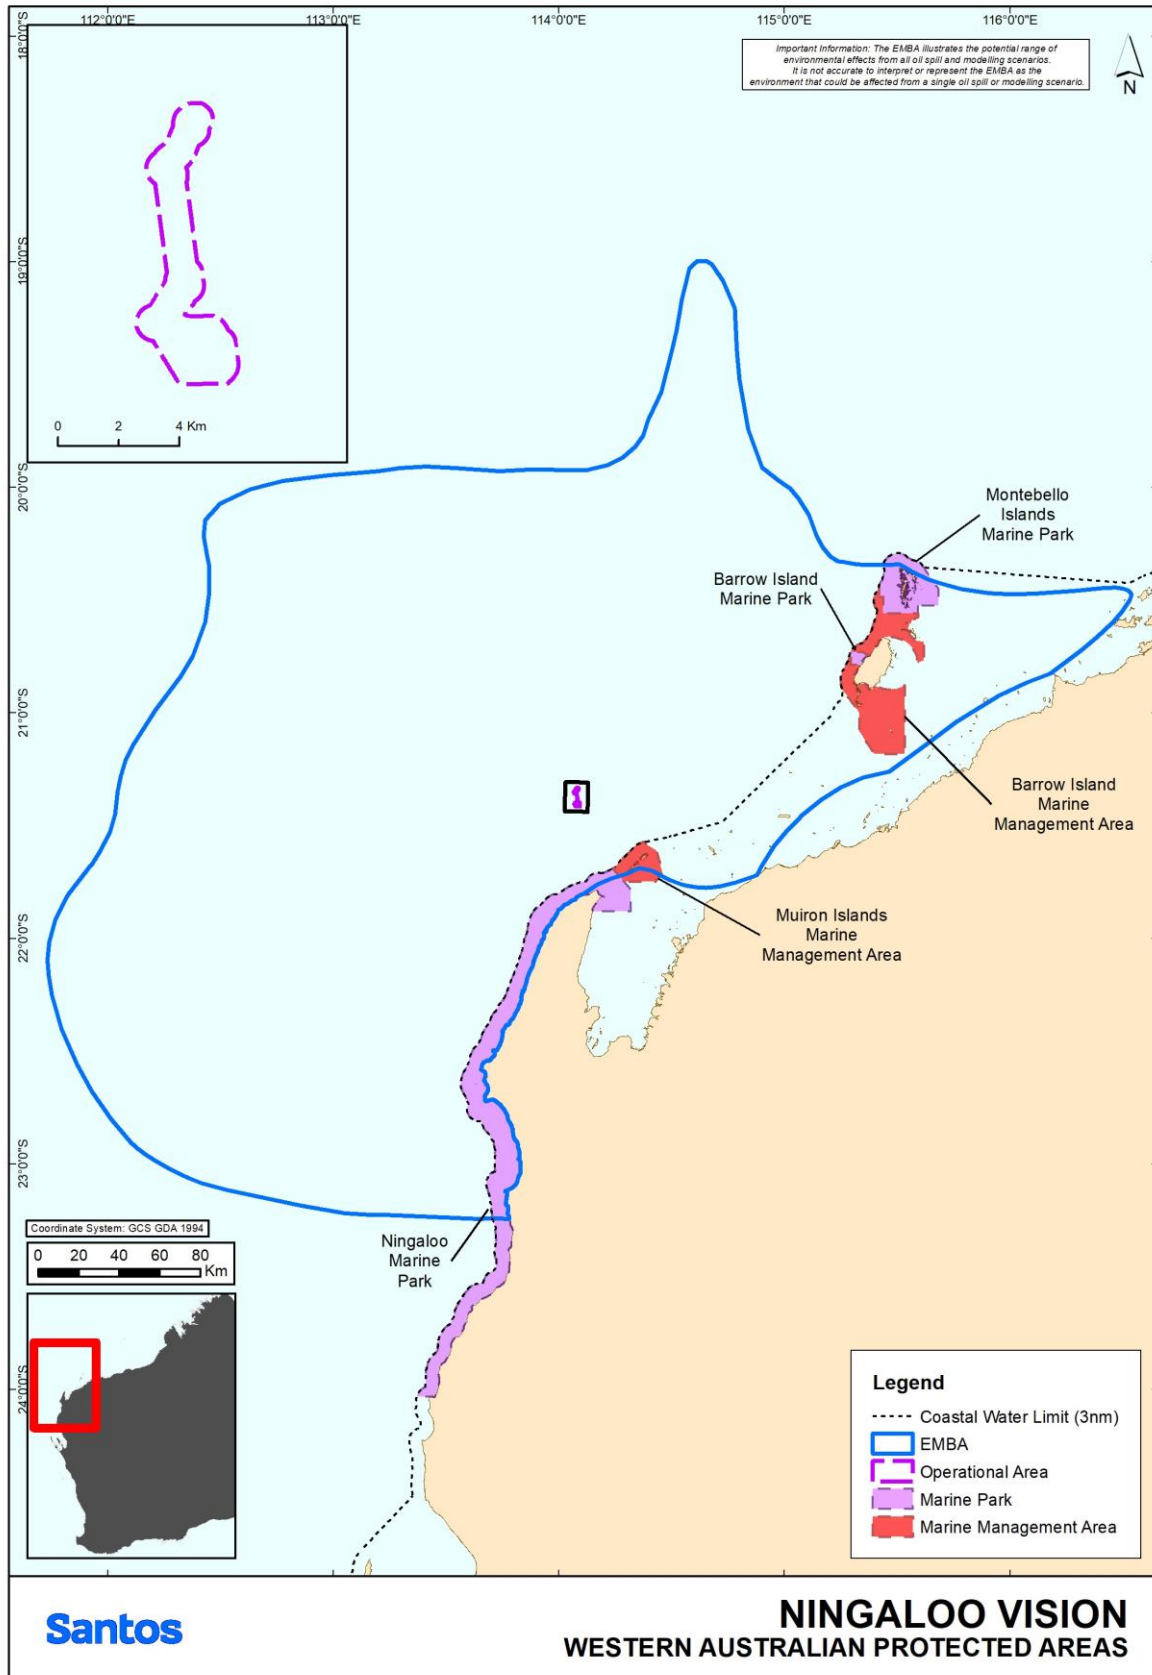 112°0'0"E
113°0'0"E
114°0'0"E
115°0'0"E
116°0'0"E
18°0'0"S
19°0'0"S
20°0'0"S
21°0'0"S
22°0'0"S
23°0'0"S
24°0'0"S
Important Information: The EMBA illustrates the potential range of
environmental effects from all oil spill and modelling scenarios.
It is not accurate to interpret or represent the EMBA as the
environment that could be affected from a single oil spill or modelling scenario.
N
0 2 4 Km
Montebello
Islands
Marine Park
Barrow Island
Marine Park
Barrow Island
Marine
Management Area
Muiron Islands
Marine
Management Area
Ningaloo
Marine
Park
Coordinate System: GCS GDA 1994
0 20 40 60 80
Km
Legend
Coastal Water Limit (3nm)
EMBA
Operational Area
Marine Park
Marine Management Area
Santos
NINGALOO VISION
WESTERN AUSTRALIAN PROTECTED AREAS